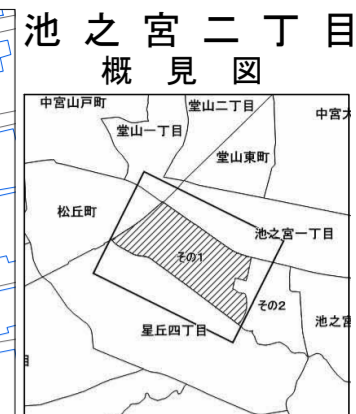 池之宮二丁目
概見図
中宮山戸町
堂山二丁目
中宮大
堂山一丁目
堂山東町
松丘町
池之宮一丁目
その1
その2
池之宮
星丘四丁目
目